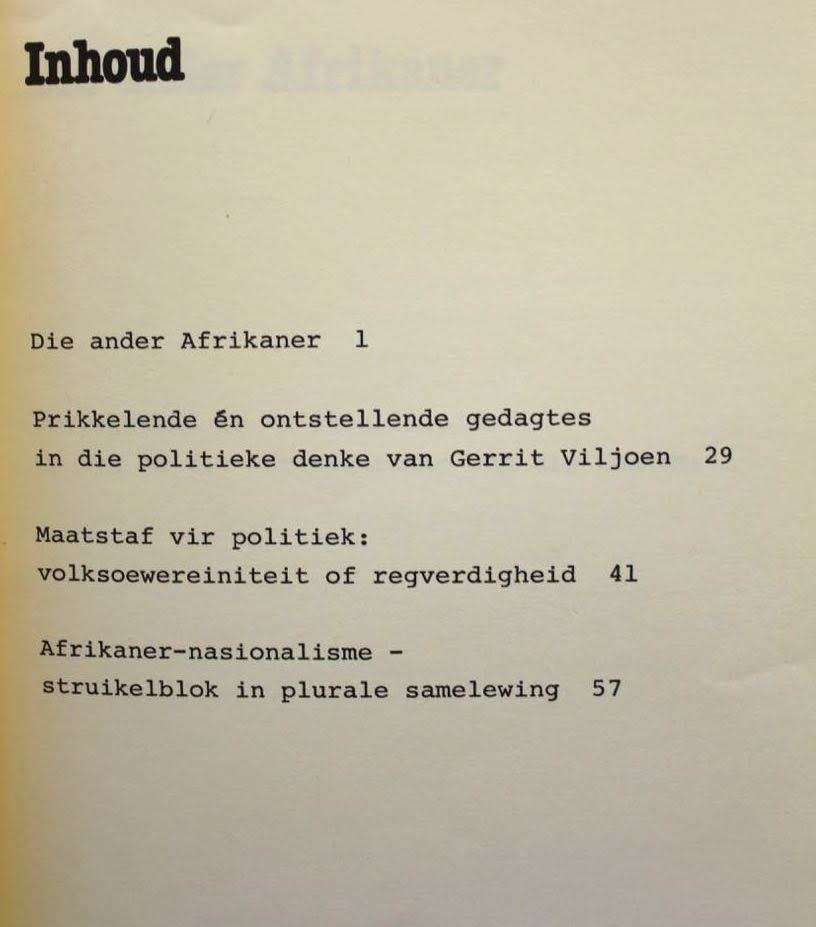 Inhoud
Die ander Afrikaner 1
Prikkelende én ontstellende gedagtes
in die politieke denke van Gerrit Viljoen 29
Maatstaf vir politiek:
volksoewereiniteit of regverdigheid 41
Afrikaner-nasionalisme -
struikelblok in plurale samelewing 57